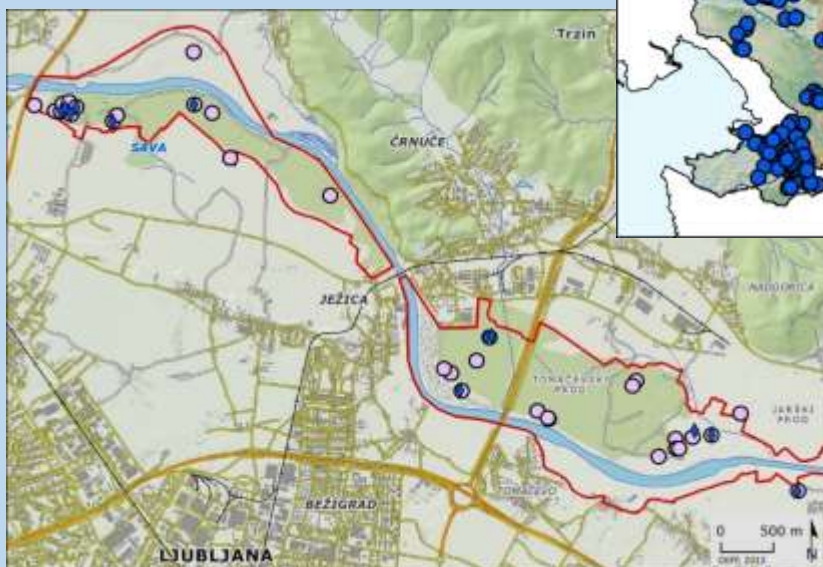 Trzin
ČRNUČE
SAVA
NADGORICA
JEŽICA
TOMAČEVSKI
PROD
JARŠKI
PROD
TOMAČEVO
BEŽIGRAD
LJUBLJANA
0 500 m
N